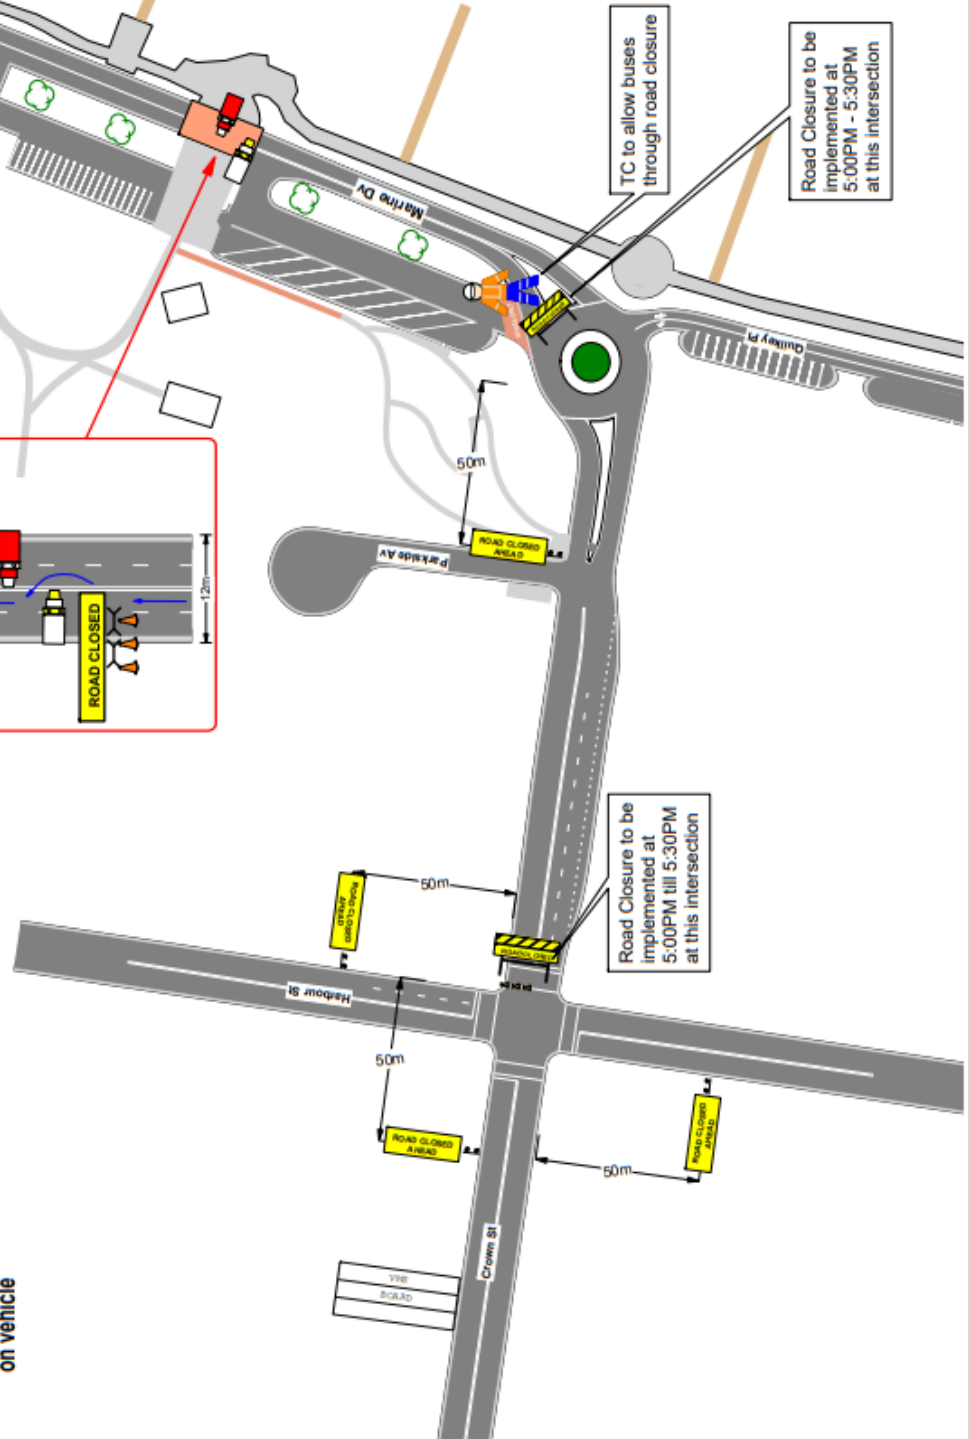 TC to allow buses
through road closure
Road Closure to be
implemented at
5:00PM - 5:30PM
at this intersection
Marine Dv
Quilkey Pl
50m
ROAD CLOSED
AHEAD
Parkside Av
12m
ROAD CLOSED
Road Closure to be
implemented at
5:00PM till 5:30PM
at this intersection
50m
ROAD CLOSED
AHEAD
Harbour St
ROAD CLOSED
50m
ROAD CLOSED
AHEAD
ROAD CLOSED
AHEAD
50m
Crown St
VMS
BOARD
on vehicle